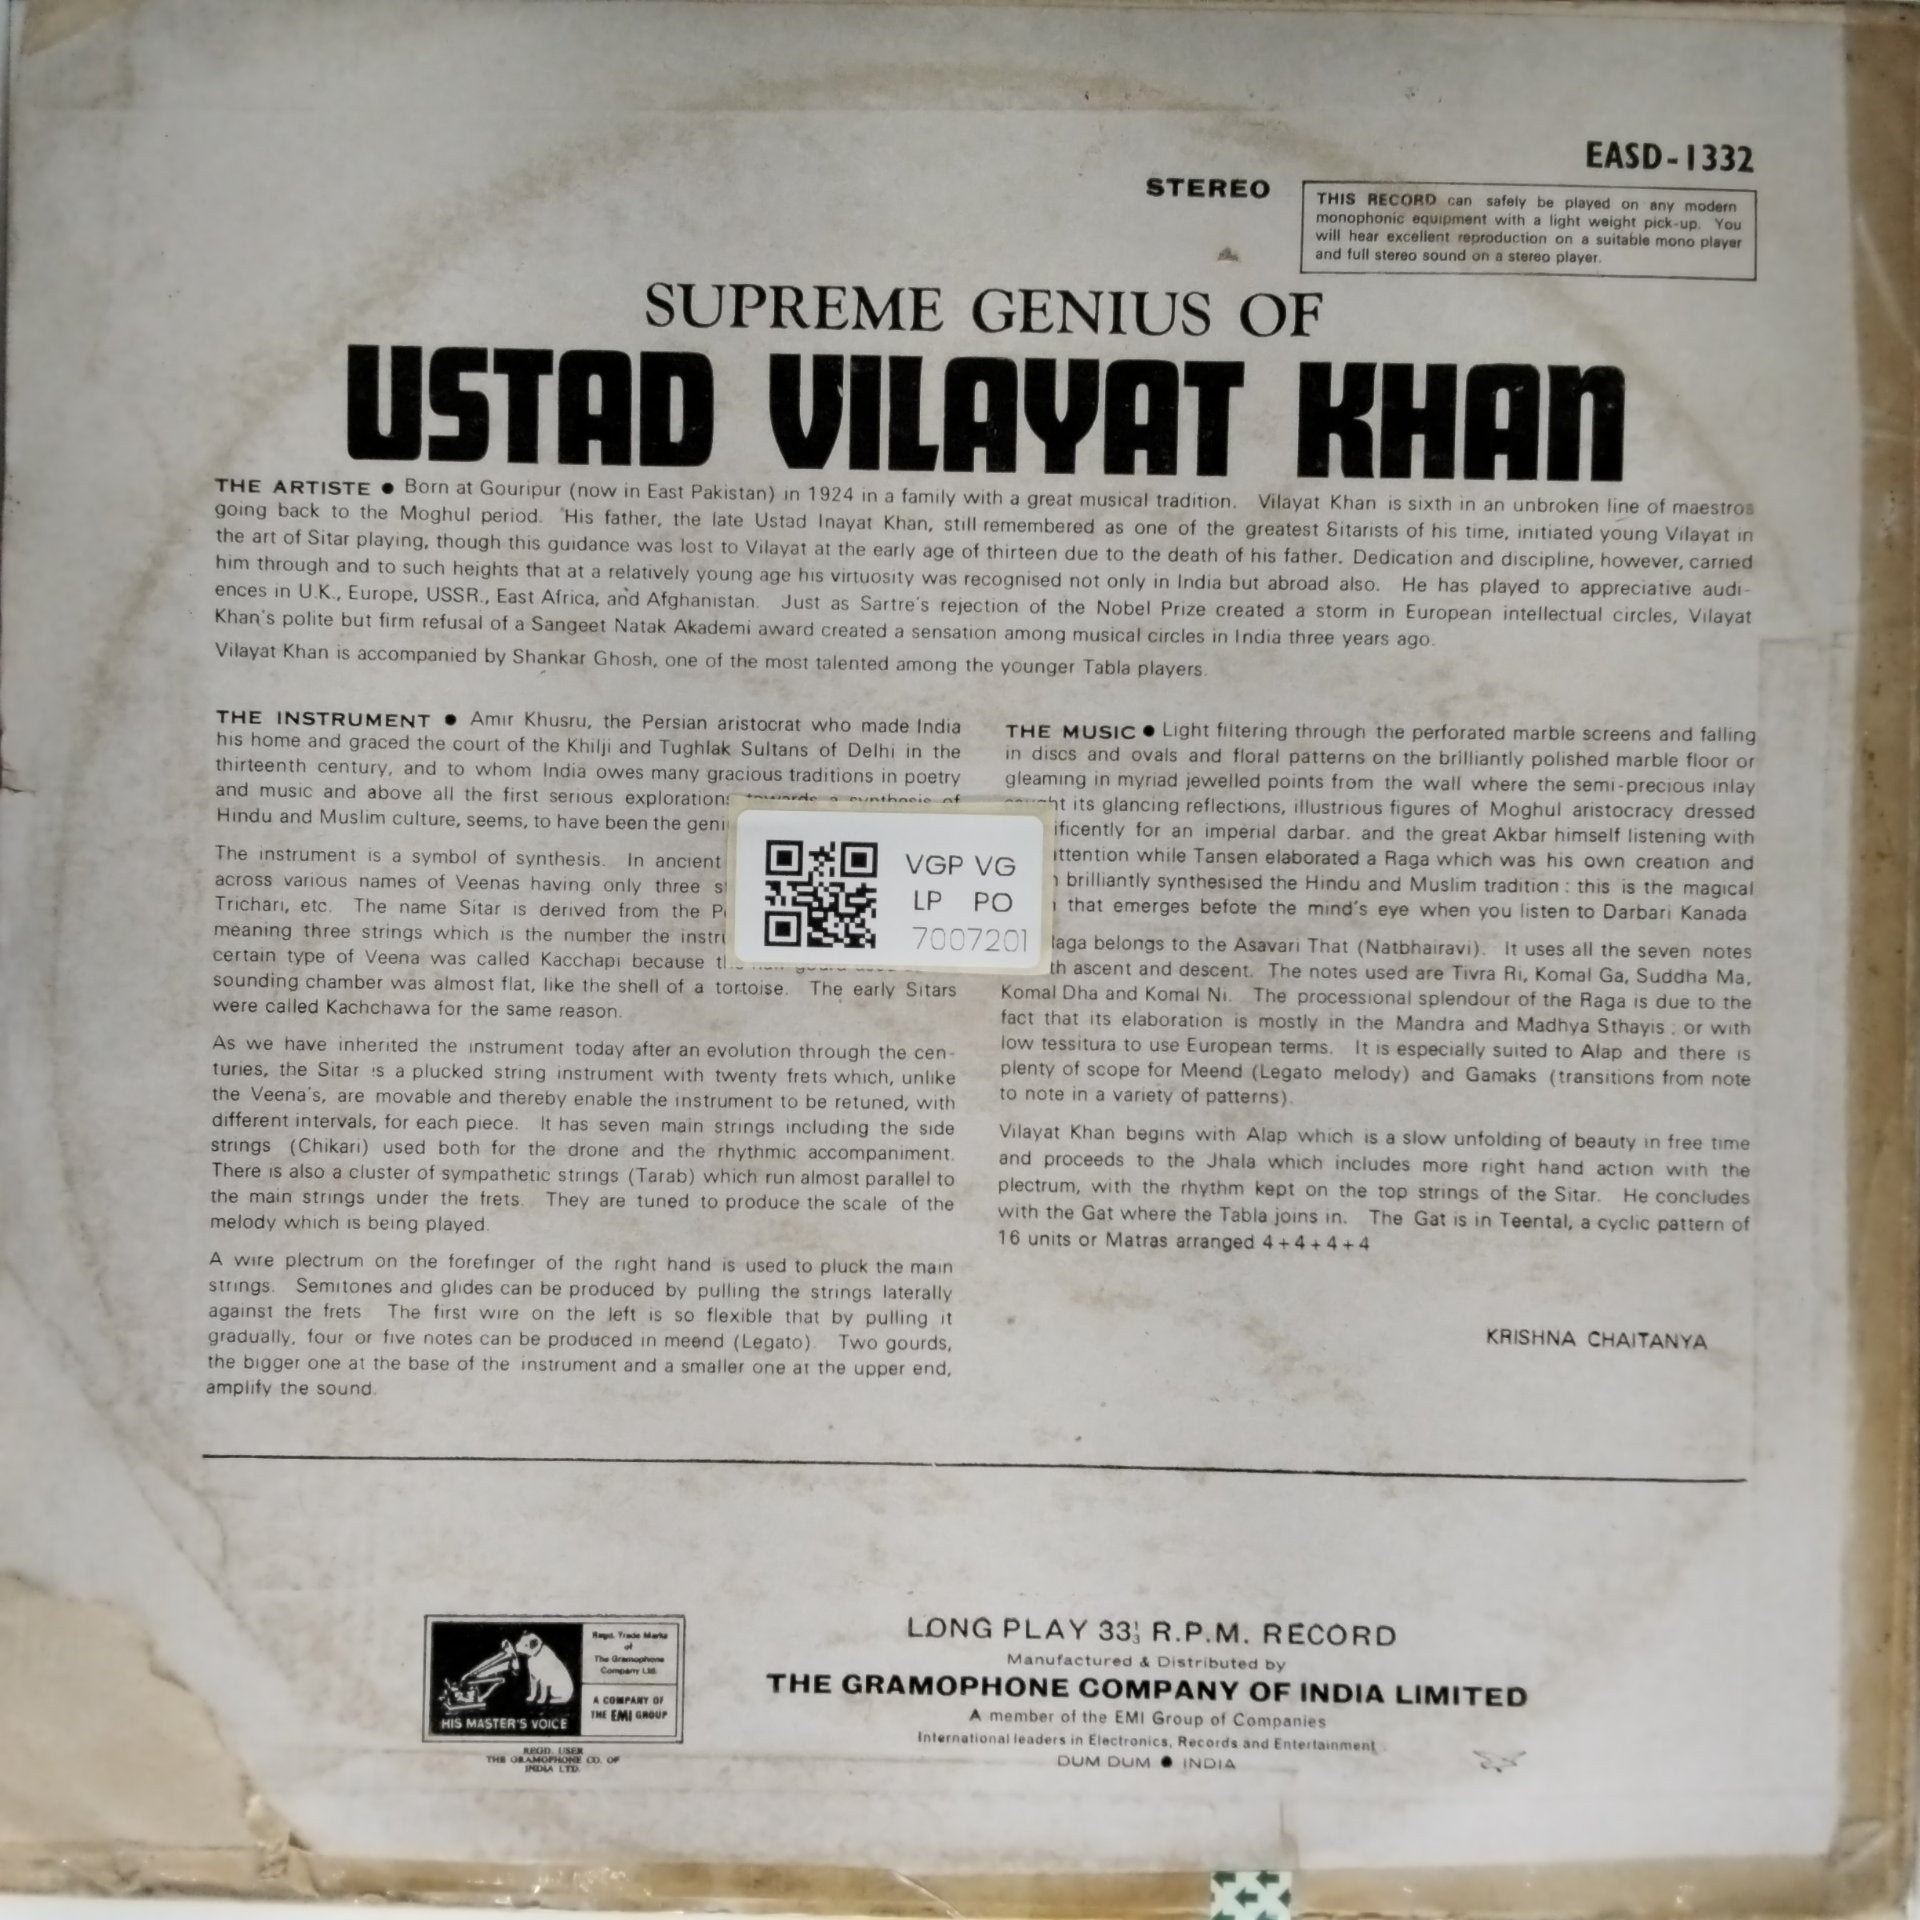 EASD-1332
STEREO
THIS RECORD can safely be played on any modern
monophonic equipment with a light weight pick-up. You
will hear excellent reproduction on a suitable mono player
and full stereo sound on a stereo player.
SUPREME GENIUS OF
USTAD VILAYAT KHAN
THE ARTISTE ● Born at Gouripur (now in East Pakistan) in 1924 in a family with a great musical tradition. Vilayat Khan is sixth in an unbroken line of maestros
going back to the Moghul period. His father, the late Ustad Inayat Khan, still remembered as one of the greatest Sitarists of his time, initiated young Vilayat in
the art of Sitar playing, though this guidance was lost to Vilayat at the early age of thirteen due to the death of his father. Dedication and discipline, however, carried
him through and to such heights that at a relatively young age his virtuosity was recognised not only in India but abroad also. He has played to appreciative audi-
ences in U.K., Europe, USSR., East Africa, and Afghanistan. Just as Sartre's rejection of the Nobel Prize created a storm in European intellectual circles, Vilayat
Khan's polite but firm refusal of a Sangeet Natak Akademi award created a sensation among musical circles in India three years ago.
Vilayat Khan is accompanied by Shankar Ghosh, one of the most talented among the younger Tabla players.
THE INSTRUMENT ● Amir Khusru, the Persian aristocrat who made India
his home and graced the court of the Khilji and Tughlak Sultans of Delhi in the
thirteenth century, and to whom India owes many gracious traditions in poetry
and music and above all the first serious explorations towards a synthesis of
Hindu and Muslim culture, seems, to have been the
The instrument is a symbol of synthesis. In ancient
across various names of Veenas having only three
Trichari, etc. The name Sitar is derived from the
meaning three strings which is the number the
certain type of Veena was called Kacchapi because
sounding chamber was almost flat, like the shell of a tortoise. The early Sitars
were called Kachchawa for the same reason.
As we have inherited the instrument today after an evolution through the cen-
turies, the Sitar is a plucked string instrument with twenty frets which, unlike
the Veena's, are movable and thereby enable the instrument to be retuned, with
different intervals, for each piece. It has seven main strings including the side
strings (Chikari) used both for the drone and the rhythmic accompaniment.
There is also a cluster of sympathetic strings (Tarab) which run almost parallel to
the main strings under the frets. They are tuned to produce the scale of the
melody which is being played.
A wire plectrum on the forefinger of the right hand is used to pluck the main
strings. Semitones and glides can be produced by pulling the strings laterally
against the frets The first wire on the left is so flexible that by pulling it
gradually, four or five notes can be produced in meend (Legato). Two gourds,
the bigger one at the base of the instrument and a smaller one at the upper end,
amplify the sound.
VGP VG
LP PO
7007201
THE MUSIC ● Light filtering through the perforated marble screens and falling
in discs and ovals and floral patterns on the brilliantly polished marble floor or
gleaming in myriad jewelled points from the wall where the semi-precious inlay
its glancing reflections, illustrious figures of Moghul aristocracy dressed
for an imperial darbar. and the great Akbar himself listening with
while Tansen elaborated a Raga which was his own creation and
brilliantly synthesised the Hindu and Muslim tradition : this is the magical
that emerges befote the mind's eye when you listen to Darbari Kanada
belongs to the Asavari That (Natbhairavi). It uses all the seven notes
ascent and descent. The notes used are Tivra Ri, Komal Ga, Suddha Ma,
Komal Dha and Komal Ni. The processional splendour of the Raga is due to the
fact that its elaboration is mostly in the Mandra and Madhya Sthayis ; or with
low tessitura to use European terms. It is especially suited to Alap and there is
plenty of scope for Meend (Legato melody) and Gamaks (transitions from note
to note in a variety of patterns).
Vilayat Khan begins with Alap which is a slow unfolding of beauty in free time
and proceeds to the Jhala which includes more right hand action with the
plectrum, with the rhythm kept on the top strings of the Sitar. He concludes
with the Gat where the Tabla joins in. The Gat is in Teental, a cyclic pattern of
16 units or Matras arranged 4+4+4+4
KRISHNA CHAITANYA
HIS MASTER'S VOICE
Regd. Trade Marks
of
The Gramophone
Company Ltd.
A COMPANY OF
THE EMI GROUP
REGD. USER
THE GRAMOPHONE CO. OF
INDIA LTD.
LONG PLAY 33⅓ R.P.M. RECORD
Manufactured & Distributed by
THE GRAMOPHONE COMPANY OF INDIA LIMITED
A member of the EMI Group of Companies
International leaders in Electronics, Records and Entertainment
DUM DUM ● INDIA